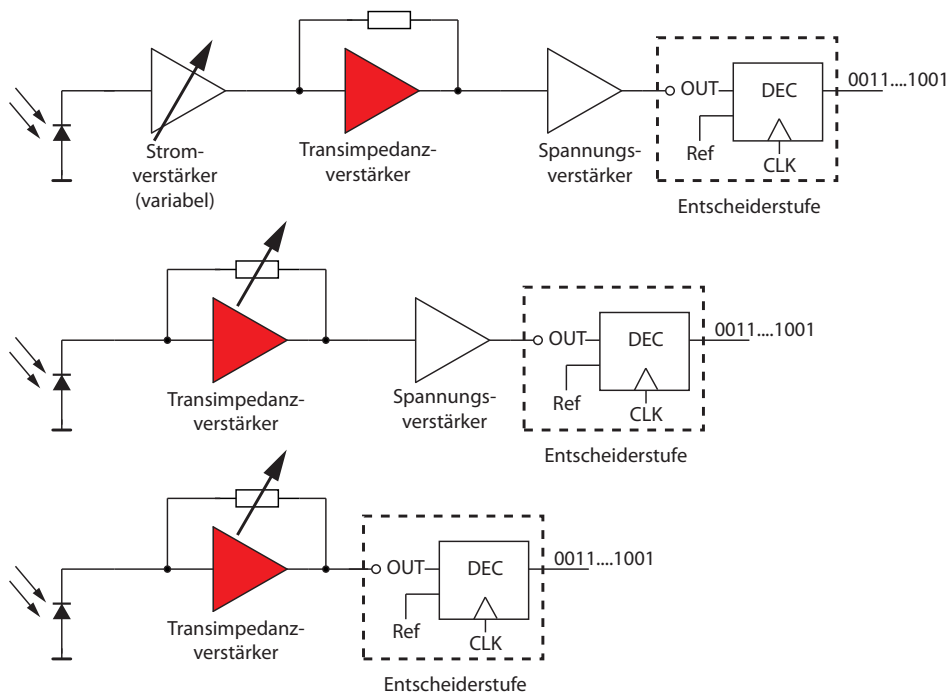 0011....1001
OUT
DEC
Ref
CLK
Strom-
verstärker
(variabel)
Transimpedanz-
verstärker
Spannungs-
verstärker
Entscheiderstufe
0011....1001
OUT
DEC
Ref
CLK
Transimpedanz-
verstärker
Spannungs-
verstärker
Entscheiderstufe
0011....1001
OUT
DEC
Ref
CLK
Transimpedanz-
verstärker
Entscheiderstufe